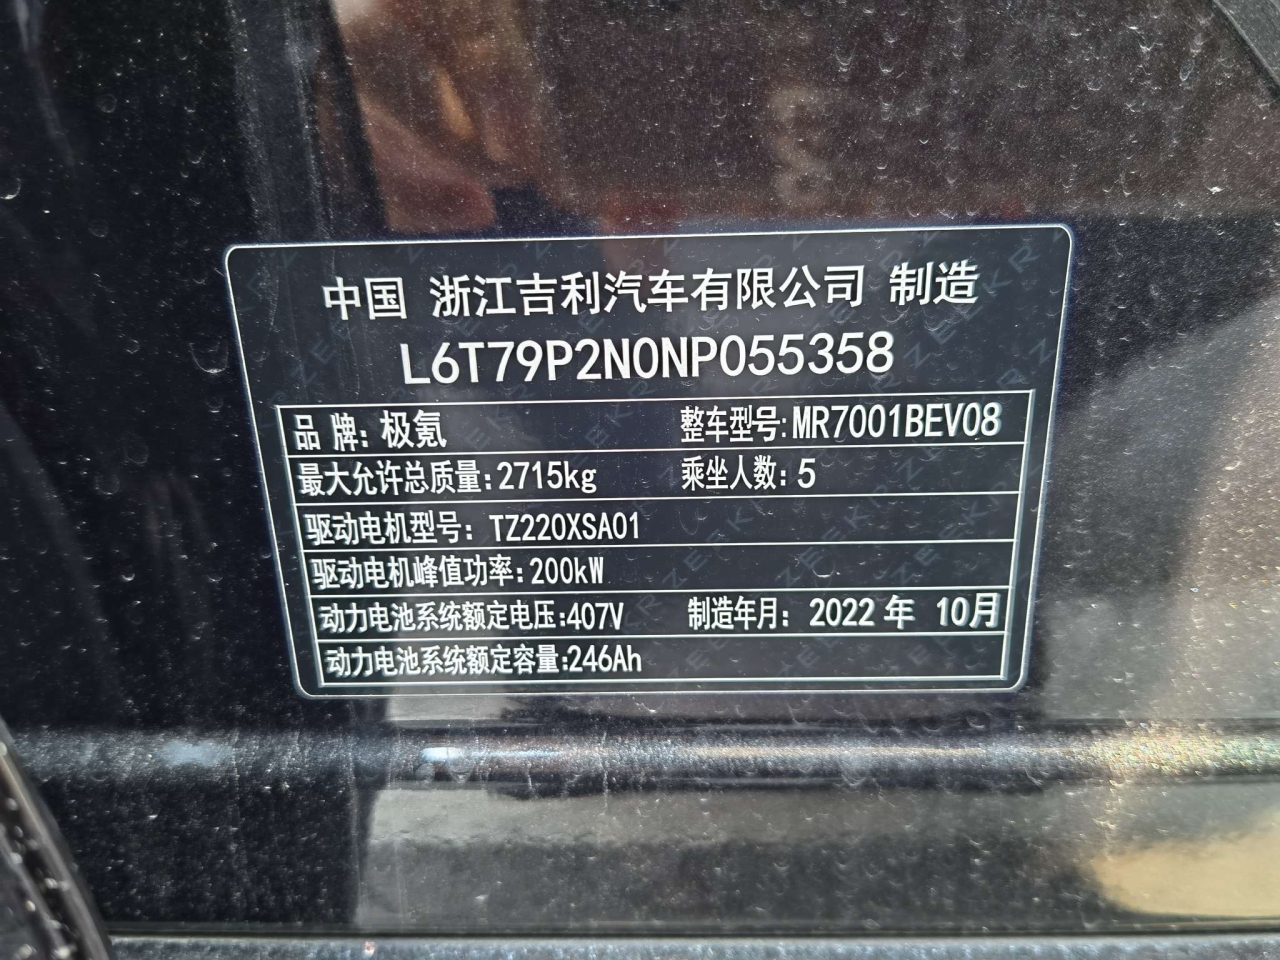 中国 浙江吉利汽车有限公司 制造
L6T79P2N0NP055358
品 牌: 极氪 整车型号: MR7001BEV08
最大允许总质量: 2715kg 乘坐人数: 5
驱动电机型号: TZ220XSA01
驱动电机峰值功率: 200kW
动力电池系统额定电压: 407V 制造年月: 2022 年 10月
动力电池系统额定容量: 246Ah
ZEEKR